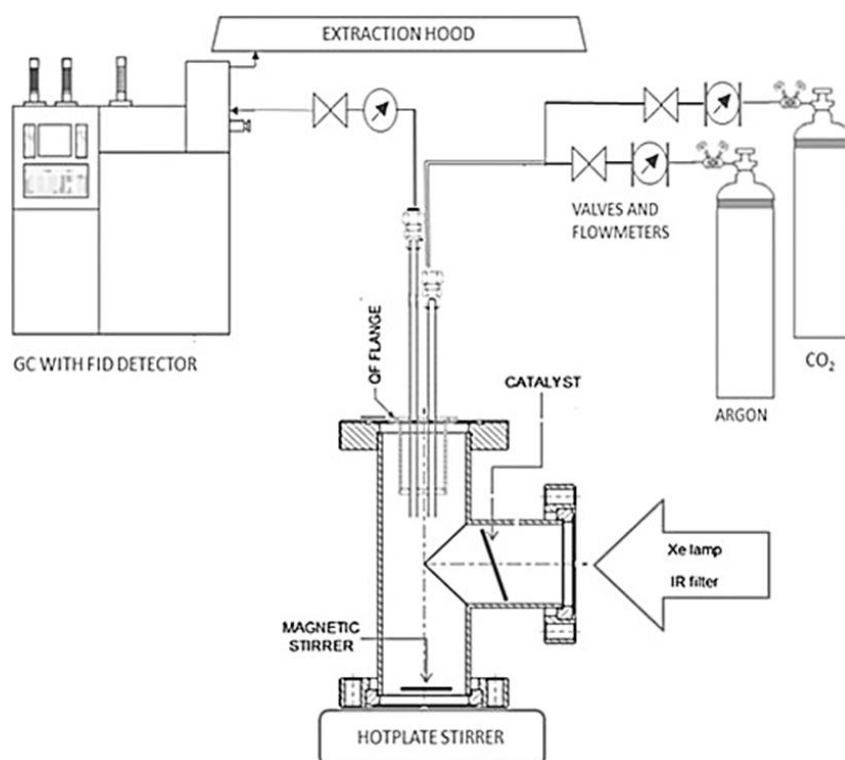 EXTRACTION HOOD
VALVES AND
FLOWMETERS
GC WITH FID DETECTOR
QF FLANGE
CATALYST
CO₂
ARGON
Xe lamp
IR filter
MAGNETIC
STIRRER
HOTPLATE STIRRER